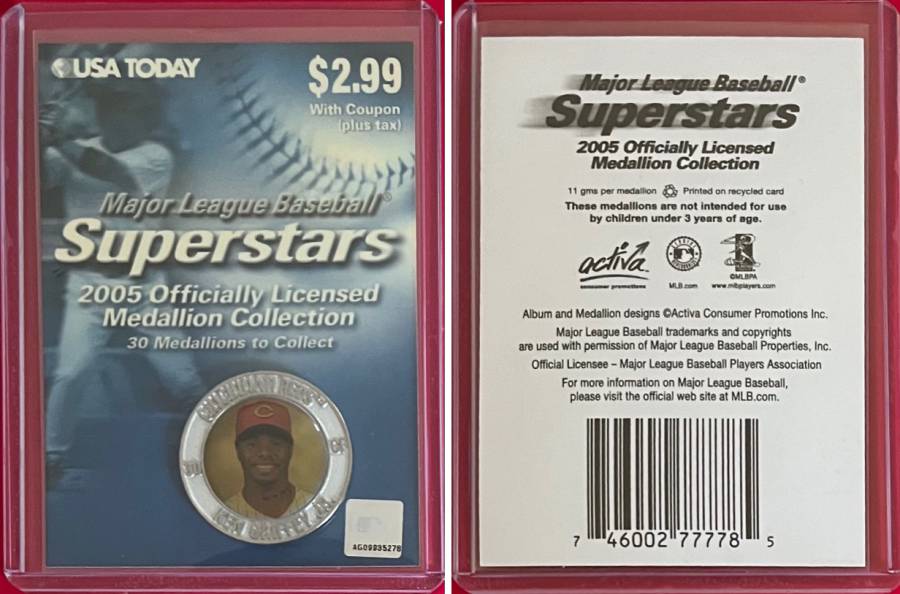 USA TODAY
$2.99
With Coupon
(plus tax)
Major League Baseball®
Superstars
2005 Officially Licensed
Medallion Collection
30 Medallions to Collect
CINCINNATI REDS
KEN GRIFFEY JR.
AG09935278
Major League Baseball®
Superstars
2005 Officially Licensed
Medallion Collection
11 gms per medallion Printed on recycled card
These medallions are not intended for use
by children under 3 years of age.
activa
consumer promotions
MLB.com
©MLBPA
www.mlbplayers.com
Album and Medallion designs ©Activa Consumer Promotions Inc.
Major League Baseball trademarks and copyrights
are used with permission of Major League Baseball Properties, Inc.
Official Licensee – Major League Baseball Players Association
For more information on Major League Baseball,
please visit the official web site at MLB.com.
7 46002 77778 5